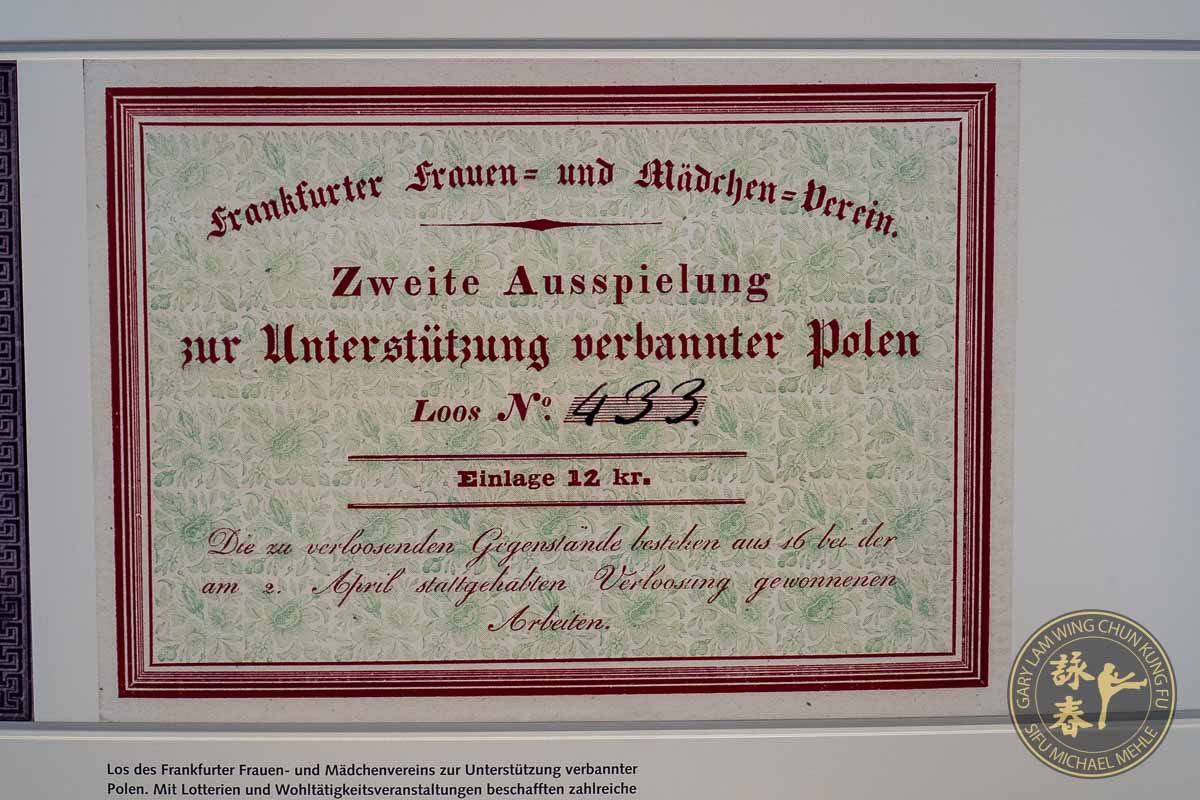 Frankfurter Frauen- und Mädchen-Verein.
Zweite Ausspielung
zur Unterstützung verbannter Polen
Loos No. 433.
Einlage 12 kr.
Die zu verloosenden Gegenstände bestehen aus 16 bei der
am 2. April stattgehabten Verloosung gewonnenen
Arbeiten.
Los des Frankfurter Frauen- und Mädchenvereins zur Unterstützung verbannter
Polen. Mit Lotterien und Wohltätigkeitsveranstaltungen beschafften zahlreiche
GARY LAM WING CHUN KUNG FU
詠春
SIFU MICHAEL MEHLE